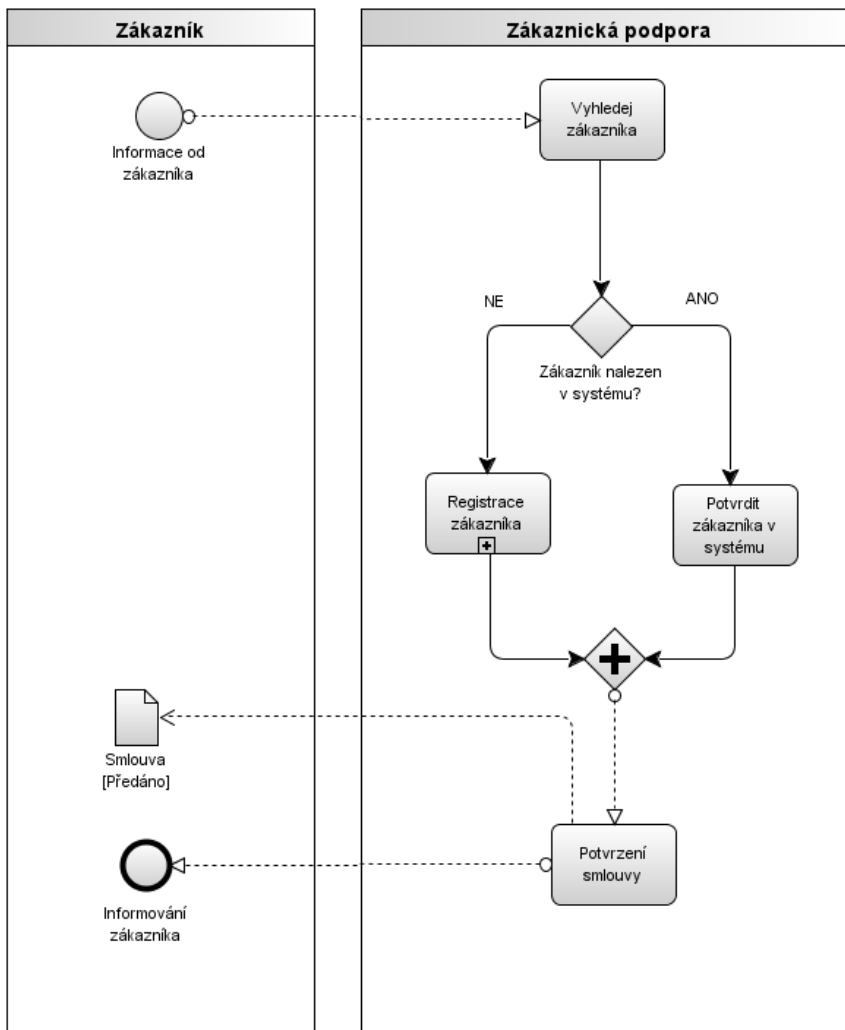 Zákazník
Zákaznická podpora
Vyhledej
zákazníka
Informace od
zákazníka
NE
ANO
Zákazník nalezen
v systému?
Registrace
zákazníka
Potvrdit
zákazníka v
systému
Smlouva
[Předáno]
Potvrzení
smlouvy
Informování
zákazníka